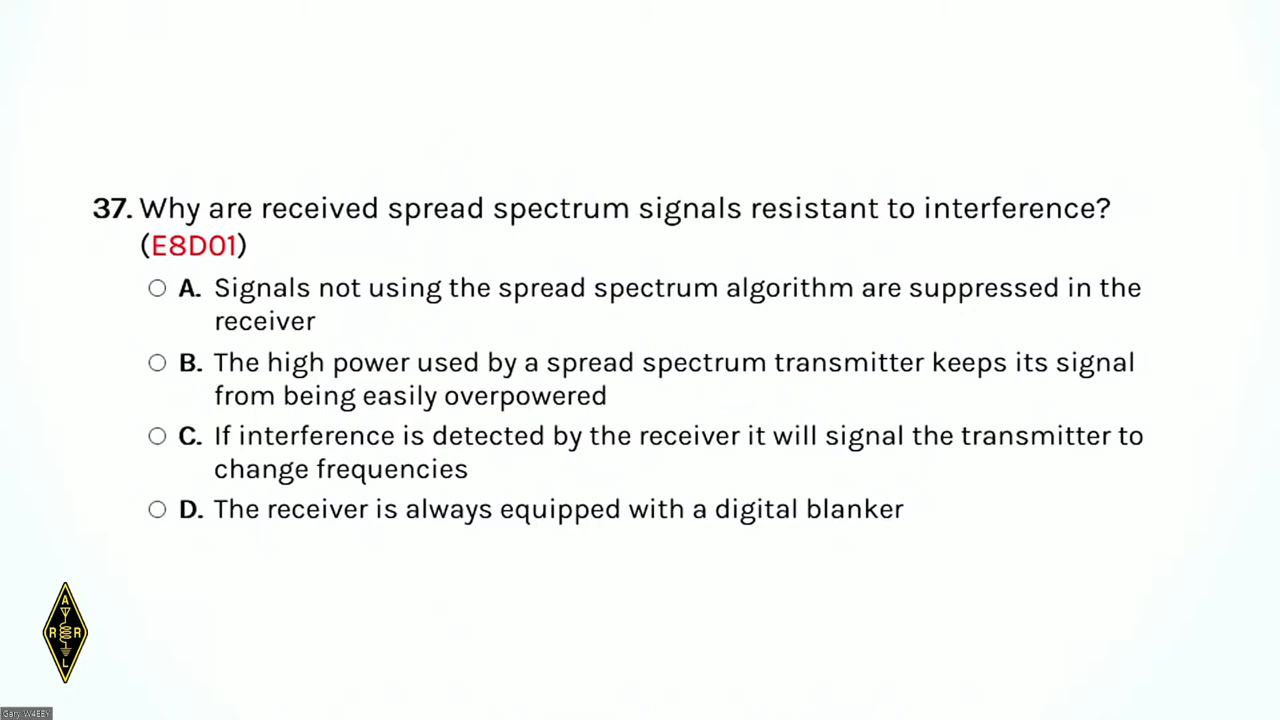 37. Why are received spread spectrum signals resistant to interference?
(E8D01)
A. Signals not using the spread spectrum algorithm are suppressed in the
receiver
B. The high power used by a spread spectrum transmitter keeps its signal
from being easily overpowered
C. If interference is detected by the receiver it will signal the transmitter to
change frequencies
D. The receiver is always equipped with a digital blanker
A
R R
L
Gary W4EEY